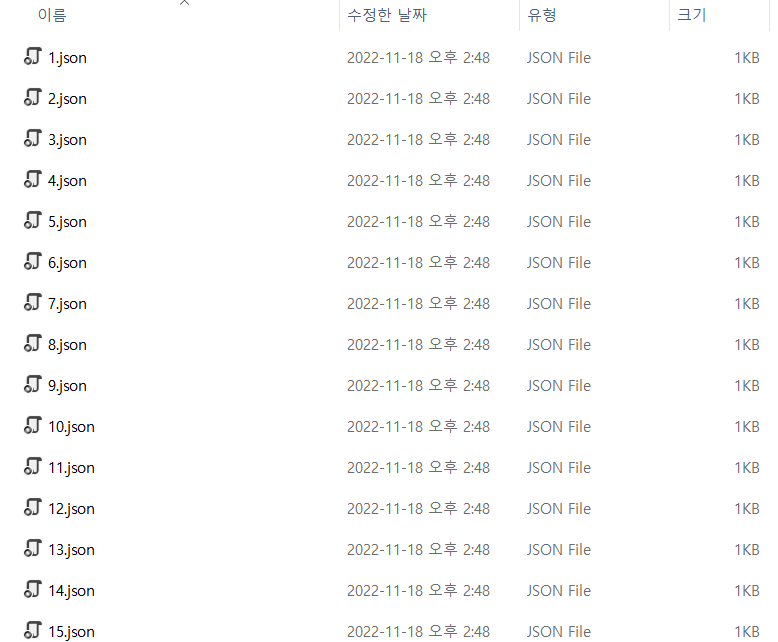 이름 수정한 날짜 유형 크기
1.json 2022-11-18 오후 2:48 JSON File 1KB
2.json 2022-11-18 오후 2:48 JSON File 1KB
3.json 2022-11-18 오후 2:48 JSON File 1KB
4.json 2022-11-18 오후 2:48 JSON File 1KB
5.json 2022-11-18 오후 2:48 JSON File 1KB
6.json 2022-11-18 오후 2:48 JSON File 1KB
7.json 2022-11-18 오후 2:48 JSON File 1KB
8.json 2022-11-18 오후 2:48 JSON File 1KB
9.json 2022-11-18 오후 2:48 JSON File 1KB
10.json 2022-11-18 오후 2:48 JSON File 1KB
11.json 2022-11-18 오후 2:48 JSON File 1KB
12.json 2022-11-18 오후 2:48 JSON File 1KB
13.json 2022-11-18 오후 2:48 JSON File 1KB
14.json 2022-11-18 오후 2:48 JSON File 1KB
15.json 2022-11-18 오후 2:48 JSON File 1KB